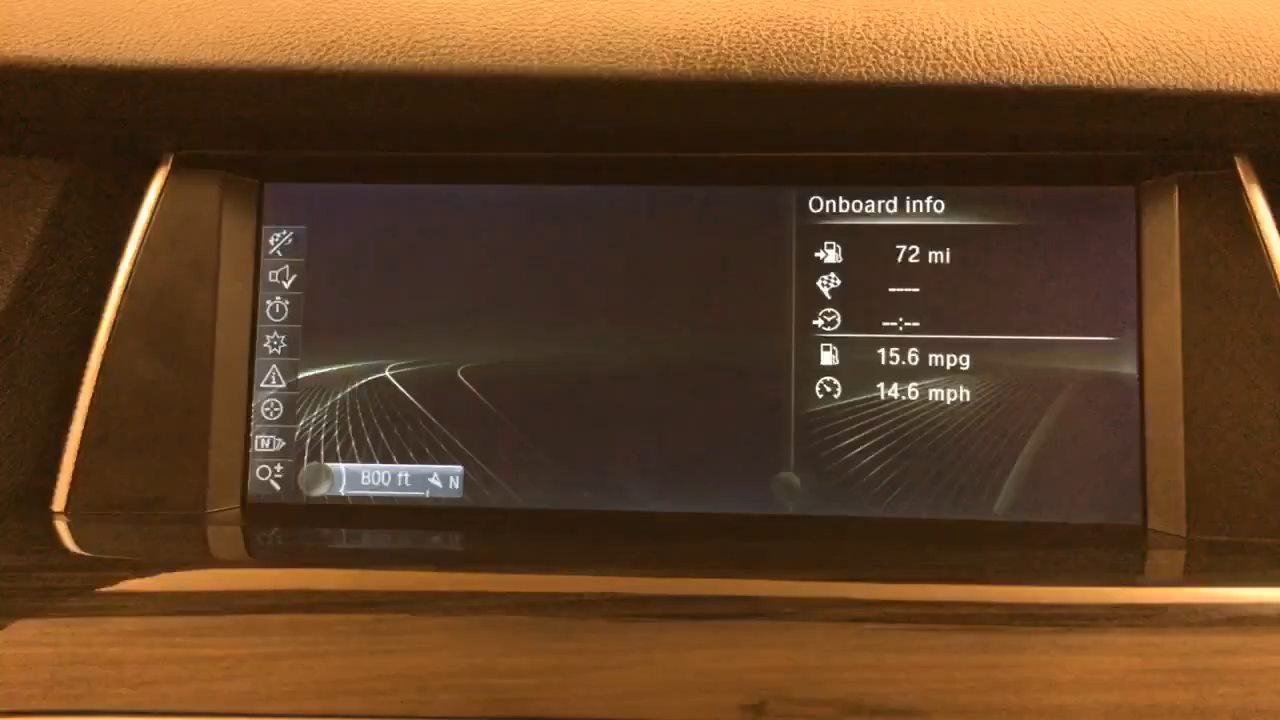 Onboard info
72 mi
----
--:--
15.6 mpg
14.6 mph
N
800 ft N